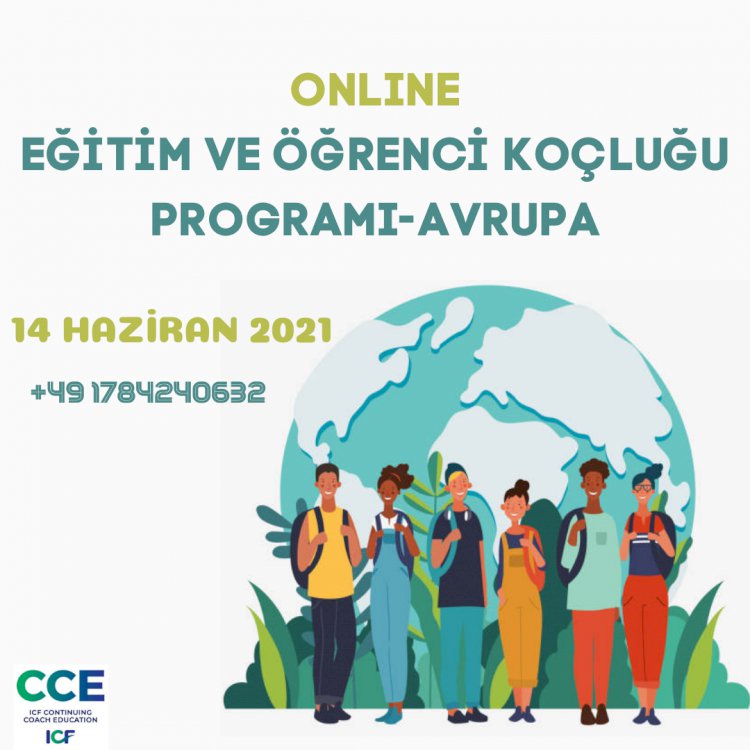 ONLINE
EĞİTİM VE ÖĞRENCİ KOÇLUĞU
PROGRAMI-AVRUPA
14 HAZİRAN 2021
+49 1784240632
CCE
ICF CONTINUING
COACH EDUCATION
ICF